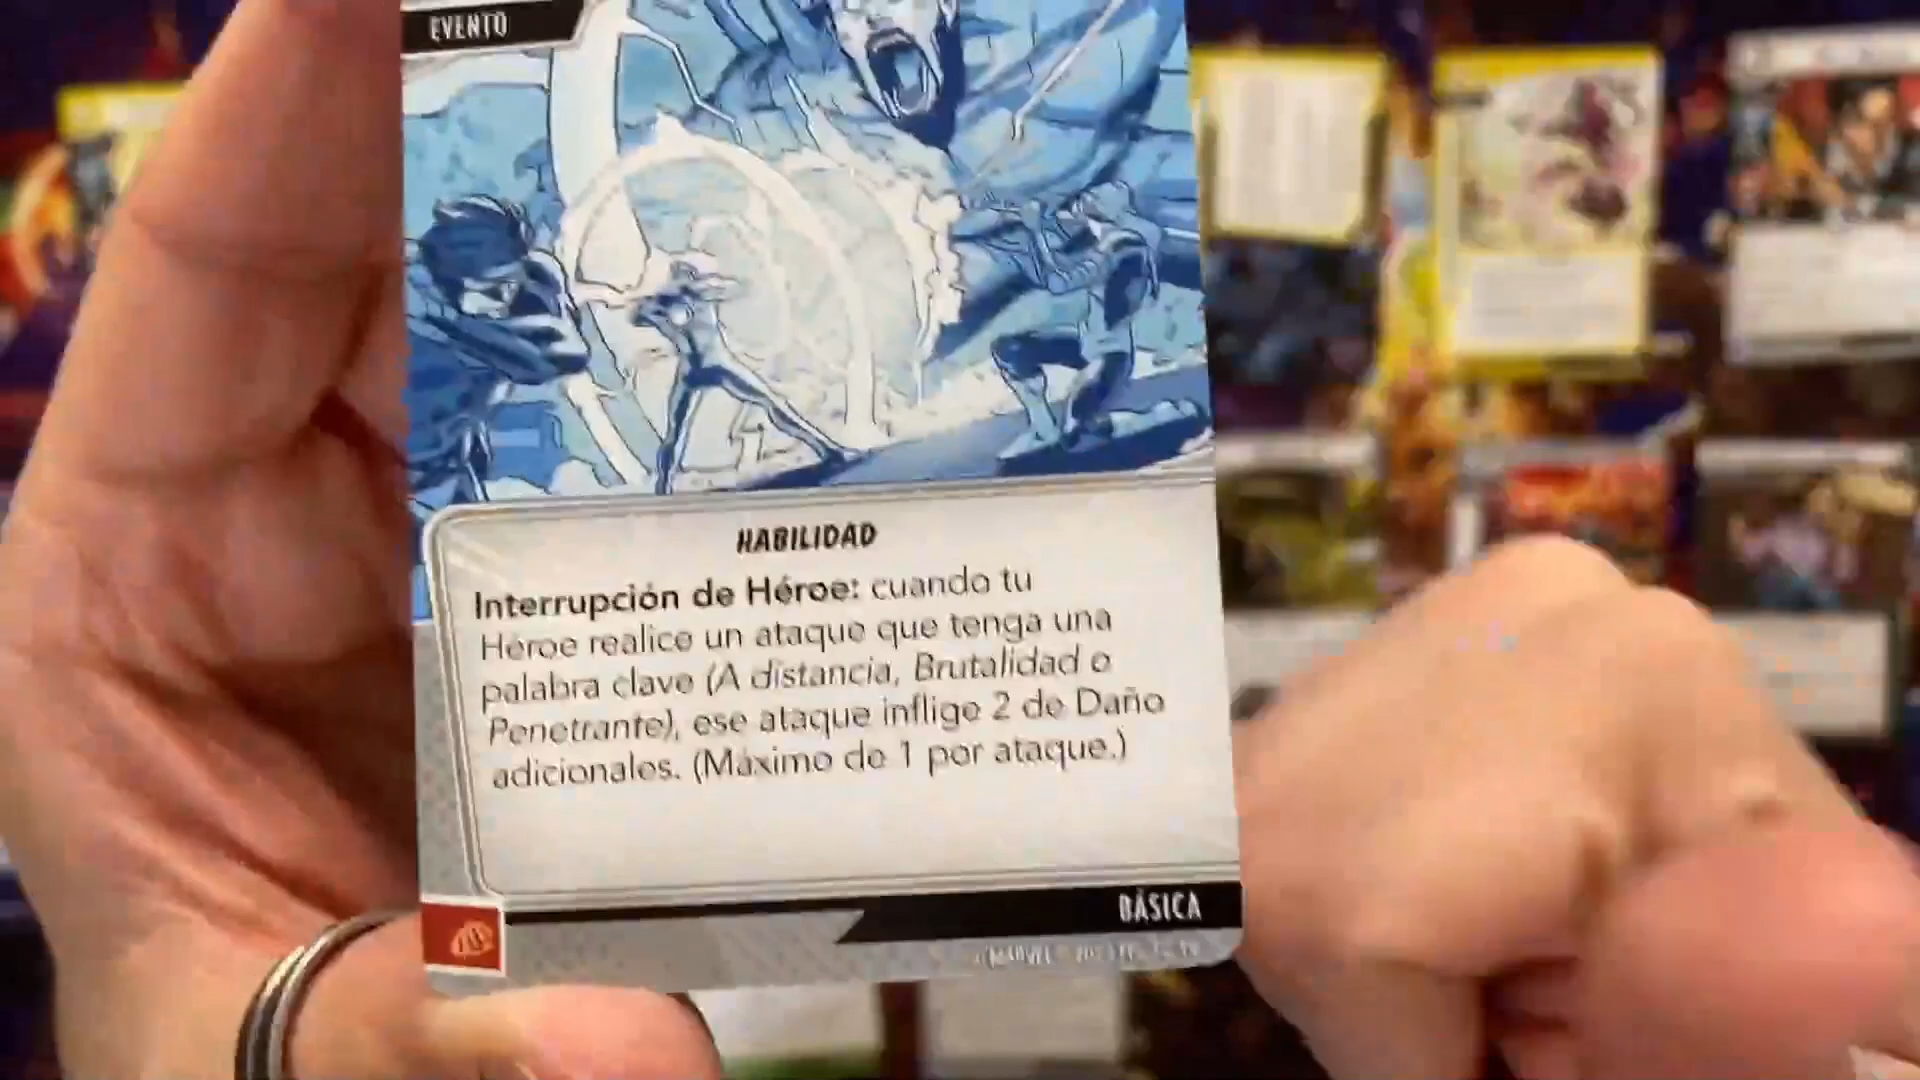 EVENTO
HABILIDAD
Interrupción de Héroe: cuando tu
Héroe realice un ataque que tenga una
palabra clave (A distancia, Brutalidad o
Penetrante), ese ataque inflige 2 de Daño
adicionales. (Máximo de 1 por ataque.)
BÁSICA
MARVEL